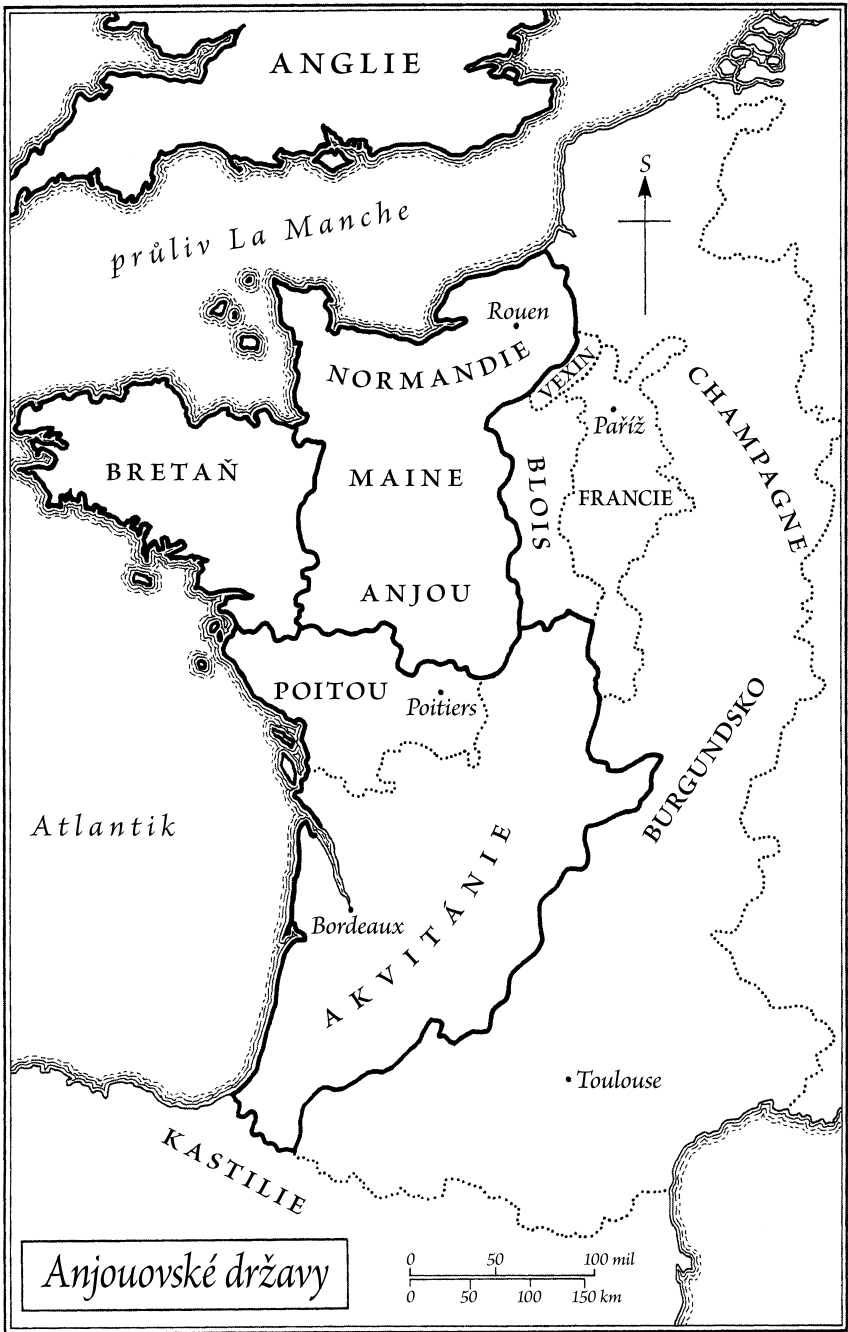 ANGLIE
S
průliv La Manche
Rouen
NORMANDIE
VEXIN
CHAMPAGNE
Paříž
BRETAŇ
MAINE
BLOIS
FRANCIE
ANJOU
POITOU
Poitiers
BURGUNDSKO
Atlantik
AKVITÁNIE
Bordeaux
Toulouse
KASTILIE
Anjouovské državy
0 50 100 mil
0 50 100 150 km